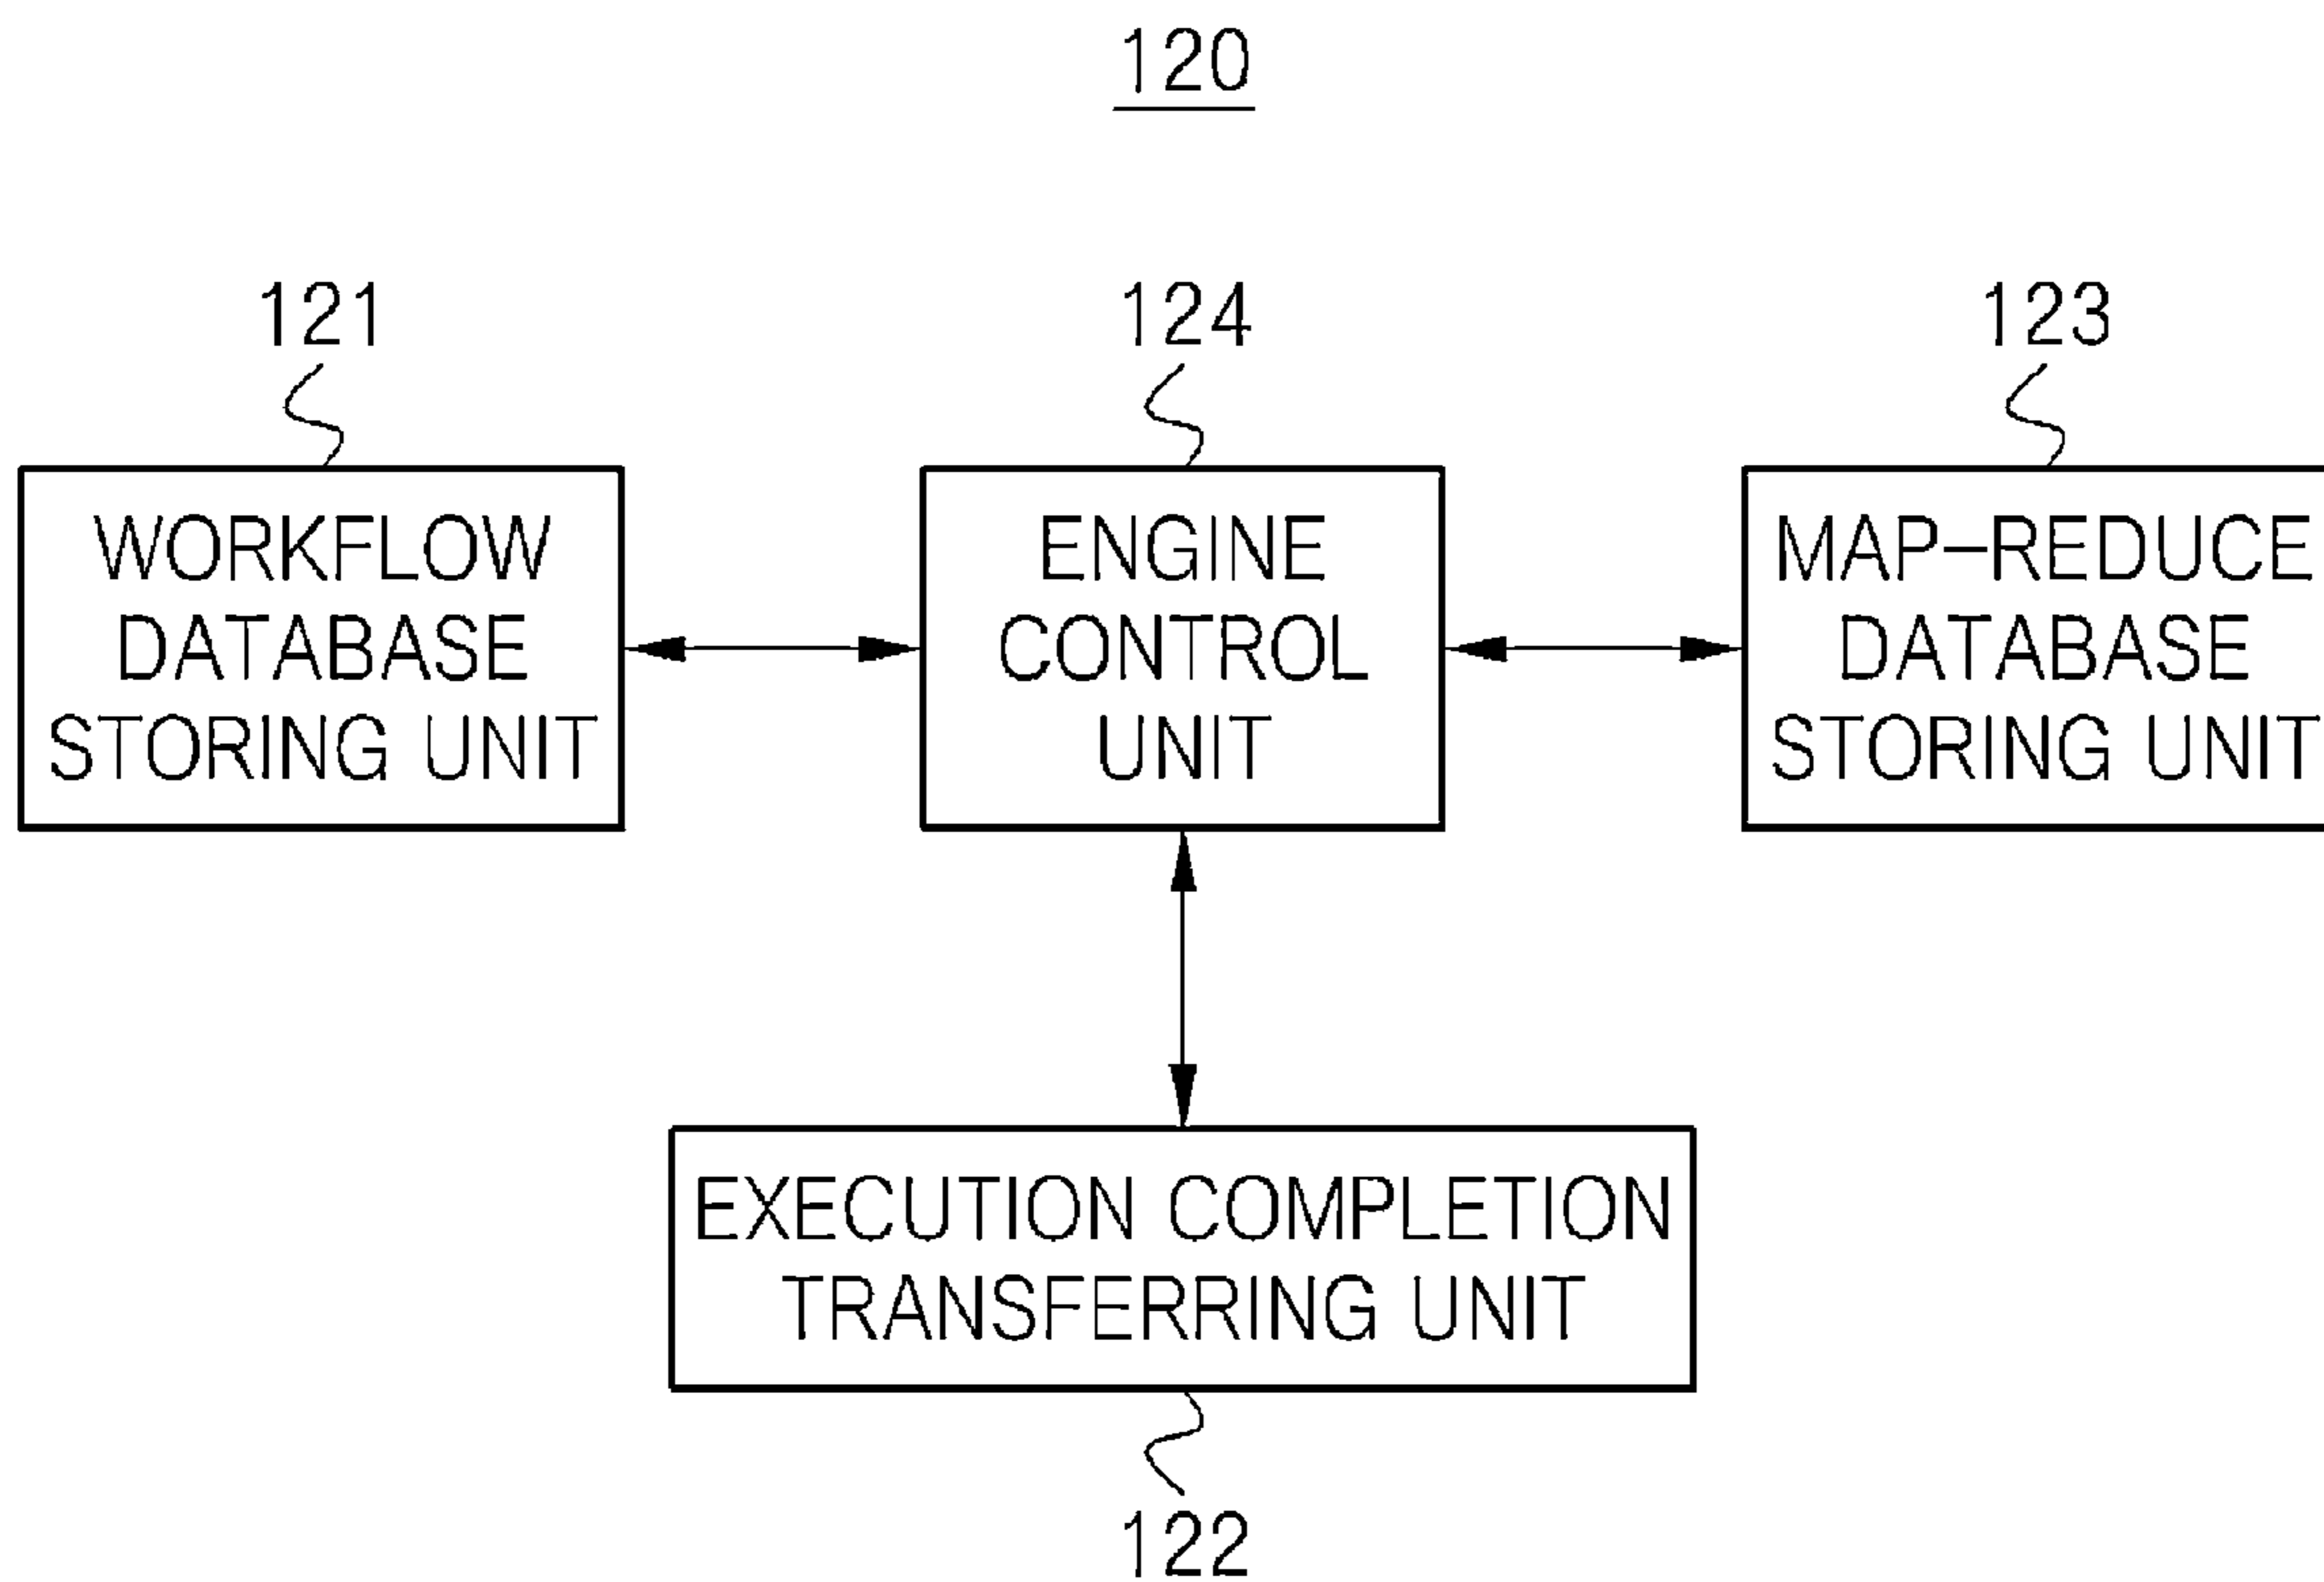 120
121
124
123
WORKFLOW
DATABASE
STORING UNIT
ENGINE
CONTROL
UNIT
MAP-REDUCE
DATABASE
STORING UNIT
EXECUTION COMPLETION
TRANSFERRING UNIT
122